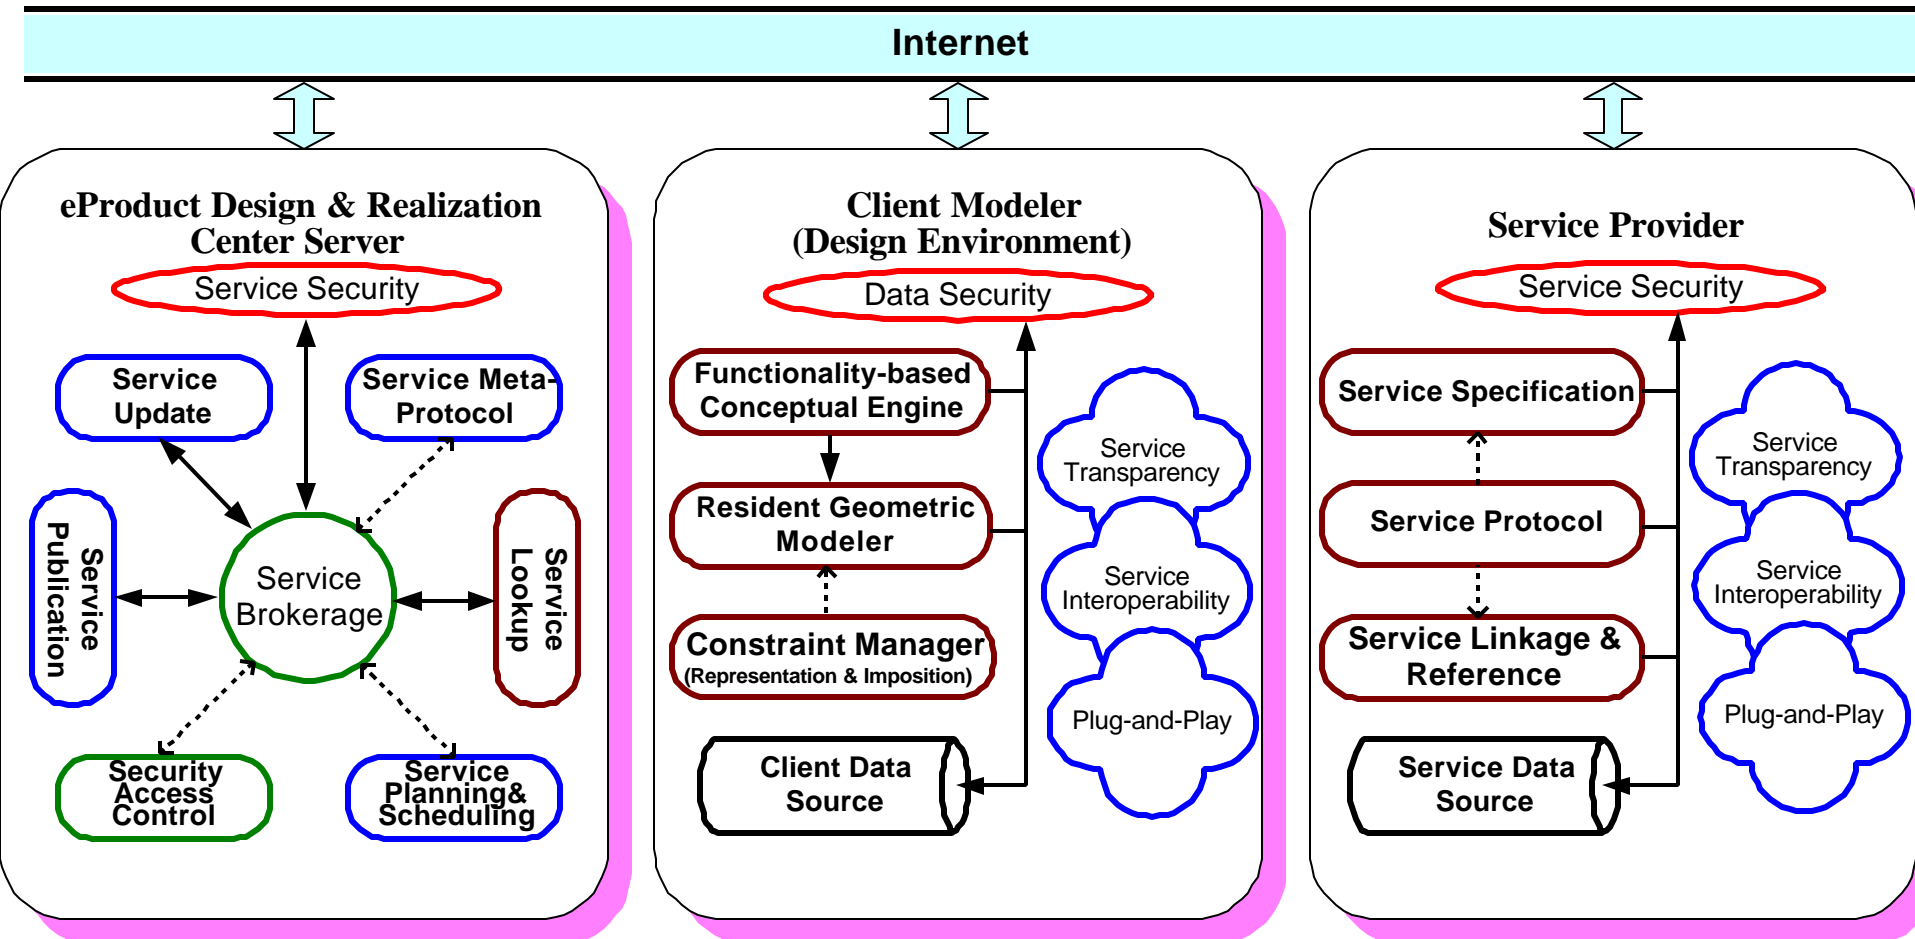 Internet
eProduct Design & Realization
Center Server
Service Security
Service
Update
Service Meta-
Protocol
Service
Publication
Service
Brokerage
Service
Lookup
Security
Access
Control
Service
Planning&
Scheduling
Client Modeler
(Design Environment)
Data Security
Functionality-based
Conceptual Engine
Resident Geometric
Modeler
Constraint Manager
(Representation & Imposition)
Client Data
Source
Service
Transparency
Service
Interoperability
Plug-and-Play
Service Provider
Service Security
Service Specification
Service Protocol
Service Linkage &
Reference
Service Data
Source
Service
Transparency
Service
Interoperability
Plug-and-Play